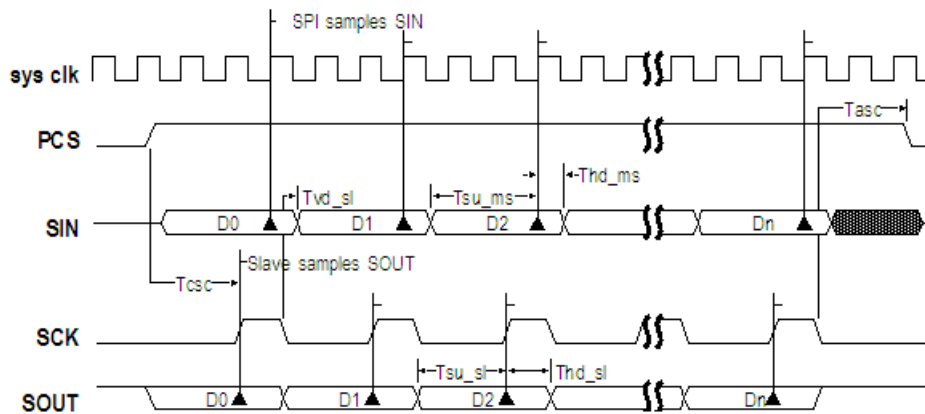 SPI samples SIN
sys clk
Tasc
PCS
Thd_ms
Tvd_sl
Tsu_ms
SIN
D0
D1
D2
Dn
Slave samples SOUT
Tcsc
SCK
Tsu_sl
Thd_sl
SOUT
D0
D1
D2
Dn